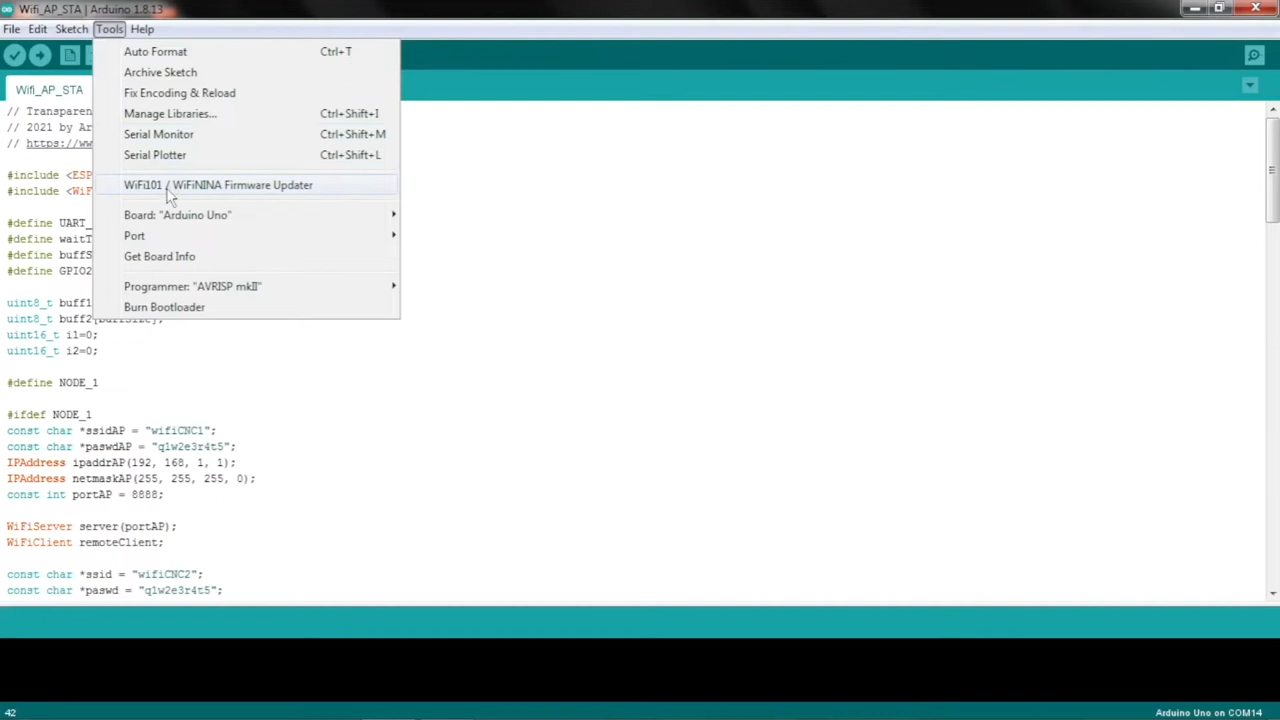 Wifi_AP_STA | Arduino 1.8.13
File Edit Sketch Tools Help
Auto Format Ctrl+T
Archive Sketch
Fix Encoding & Reload
Manage Libraries... Ctrl+Shift+I
Serial Monitor Ctrl+Shift+M
Serial Plotter Ctrl+Shift+L
WiFi101 / WiFiNINA Firmware Updater
Board: "Arduino Uno"
Port
Get Board Info
Programmer: "AVRISP mkII"
Burn Bootloader
Wifi_AP_STA
// Transparen
// 2021 by Ar
// https://ww
#include <ESP
#include <WiF
#define UART_
#define waitT
#define buffS
#define GPIO2
uint8_t buff1
uint8_t buff2[buffSize];
uint16_t i1=0;
uint16_t i2=0;
#define NODE_1
#ifdef NODE_1
const char *ssidAP = "wifiCNC1";
const char *paswdAP = "q1w2e3r4t5";
IPAddress ipaddrAP(192, 168, 1, 1);
IPAddress netmaskAP(255, 255, 255, 0);
const int portAP = 8888;
WiFiServer server(portAP);
WiFiClient remoteClient;
const char *ssid = "wifiCNC2";
const char *paswd = "q1w2e3r4t5";
42
Arduino Uno on COM14